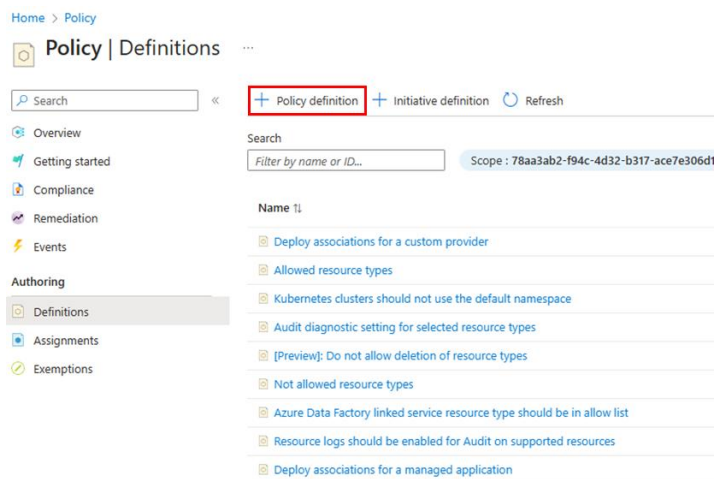 Home > Policy
Policy | Definitions ...
Search «
Overview
Getting started
Compliance
Remediation
Events
Authoring
Definitions
Assignments
Exemptions
+ Policy definition + Initiative definition Refresh
Search
Filter by name or ID...
Scope : 78aa3ab2-f94c-4d32-b317-ace7e306d1
Name ↑↓
Deploy associations for a custom provider
Allowed resource types
Kubernetes clusters should not use the default namespace
Audit diagnostic setting for selected resource types
[Preview]: Do not allow deletion of resource types
Not allowed resource types
Azure Data Factory linked service resource type should be in allow list
Resource logs should be enabled for Audit on supported resources
Deploy associations for a managed application